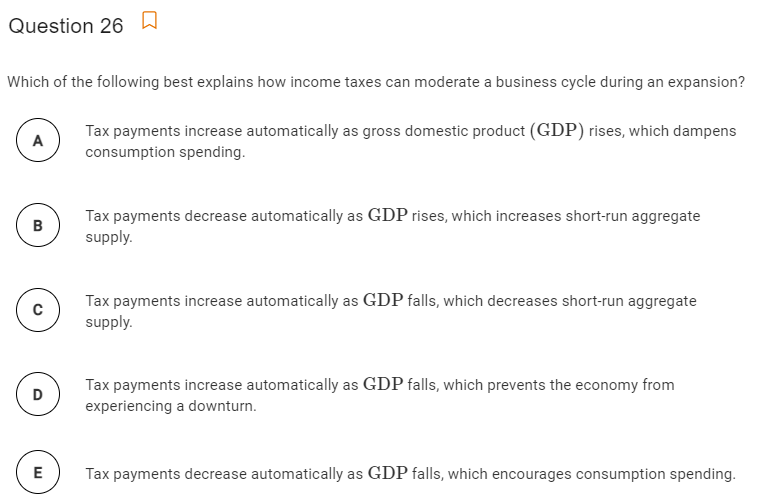 Question 26
Which of the following best explains how income taxes can moderate a business cycle during an expansion?
A
Tax payments increase automatically as gross domestic product (GDP) rises, which dampens
consumption spending.
B
Tax payments decrease automatically as GDP rises, which increases short-run aggregate
supply.
C
Tax payments increase automatically as GDP falls, which decreases short-run aggregate
supply.
D
Tax payments increase automatically as GDP falls, which prevents the economy from
experiencing a downturn.
E
Tax payments decrease automatically as GDP falls, which encourages consumption spending.